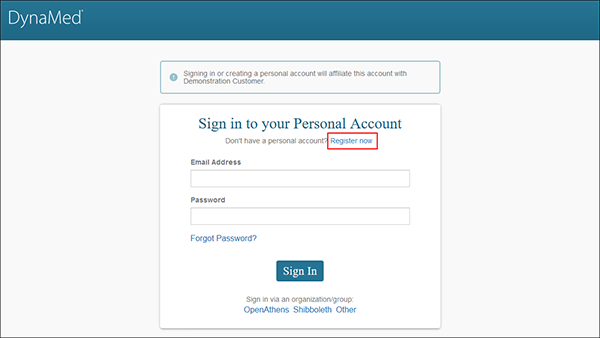 DynaMed®
Signing in or creating a personal account will affiliate this account with
Demonstration Customer.
Sign in to your Personal Account
Don't have a personal account? Register now
Email Address
Password
Forgot Password?
Sign In
Sign in via an organization/group:
OpenAthens Shibboleth Other